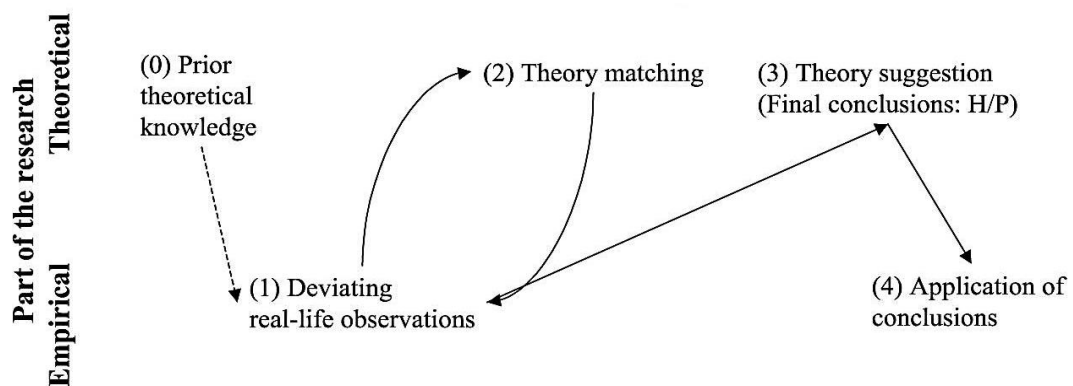 Part of the research
Theoretical
Empirical
(0) Prior
theoretical
knowledge
(2) Theory matching
(3) Theory suggestion
(Final conclusions: H/P)
(1) Deviating
real-life observations
(4) Application of
conclusions